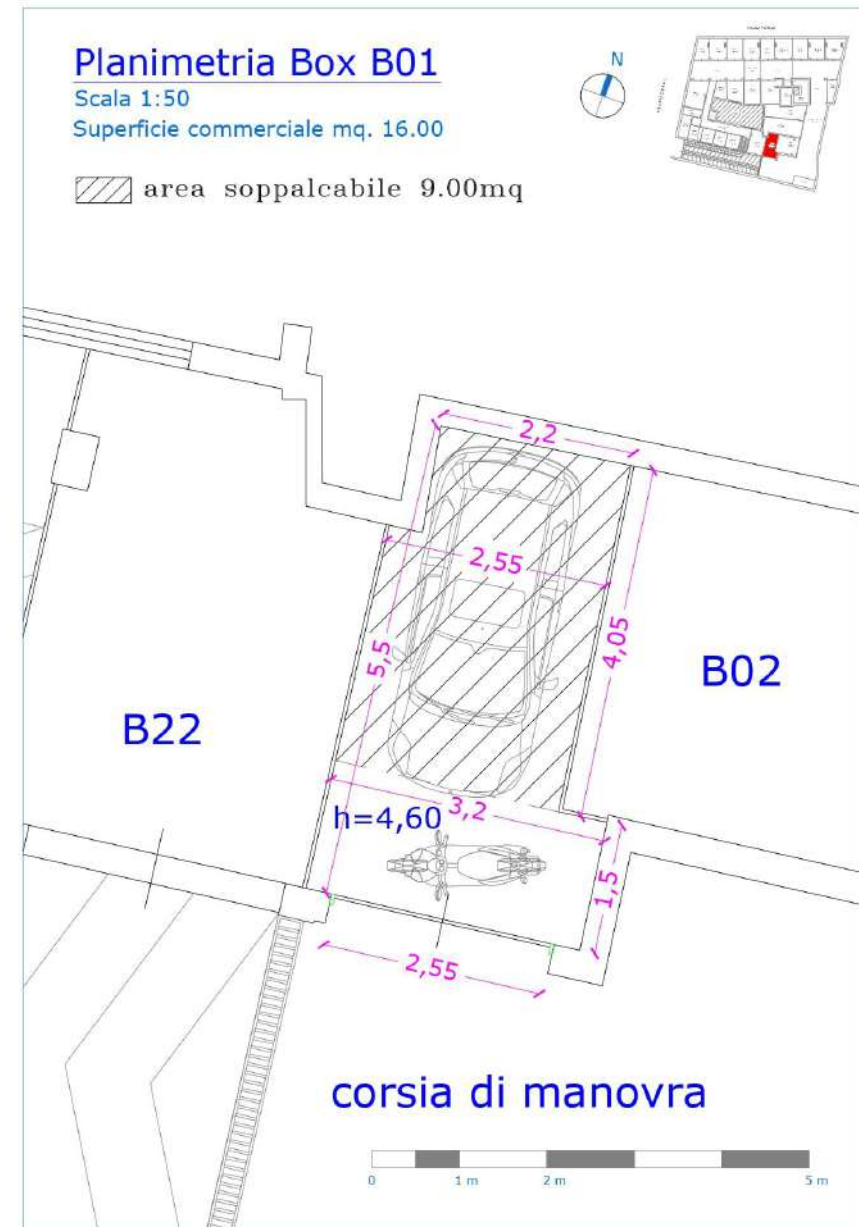 Planimetria Box B01
Scala 1:50
Superficie commerciale mq. 16.00
area soppalcabile 9.00mq
N
2,2
2,55
5,5
4,05
B02
B22
3,2
h=4,60
1,5
2,55
corsia di manovra
0 1 m 2 m 5 m